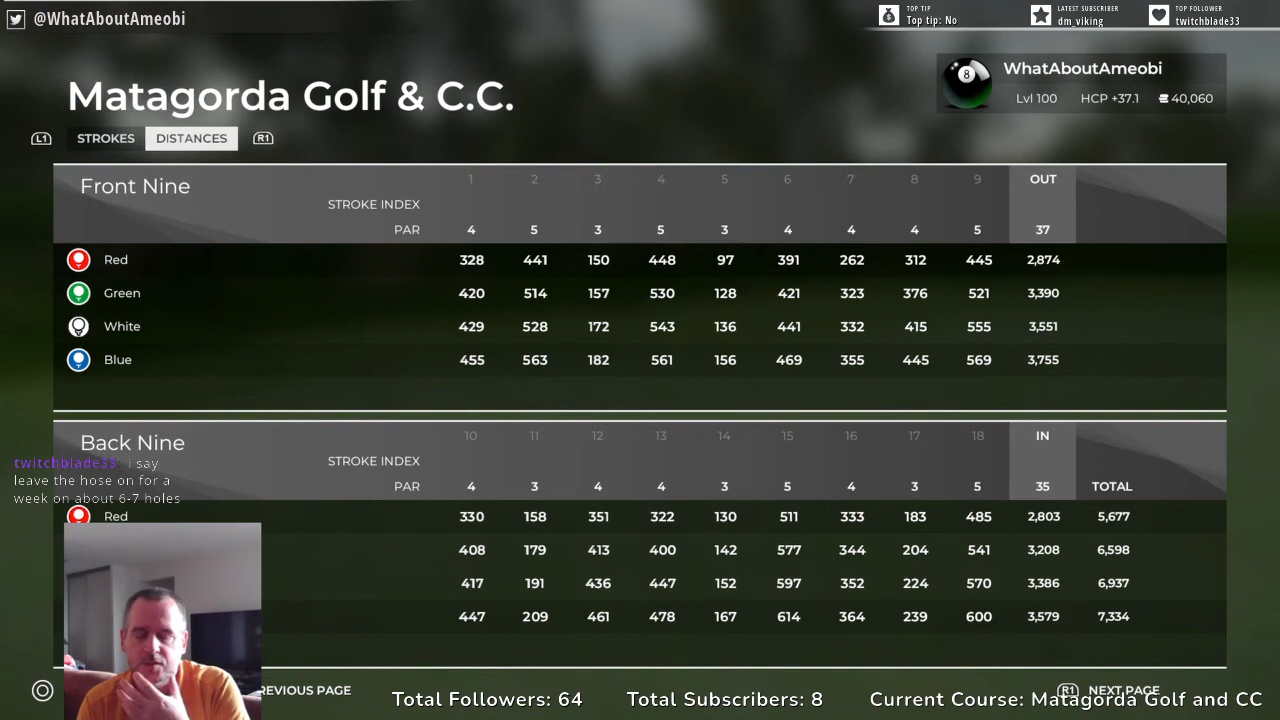 @WhatAboutAmeobi
TOP TIP
Top tip: No
LATEST SUBSCRIBER
dm_viking
TOP FOLLOWER
twitchblade33
Matagorda Golf & C.C.
8
WhatAboutAmeobi
Lvl 100 HCP +37.1 40,060
L1 STROKES DISTANCES R1
Front Nine 1 2 3 4 5 6 7 8 9 OUT
STROKE INDEX
PAR 4 5 3 5 3 4 4 4 5 37
Red 328 441 150 448 97 391 262 312 445 2,874
Green 420 514 157 530 128 421 323 376 521 3,390
White 429 528 172 543 136 441 332 415 555 3,551
Blue 455 563 182 561 156 469 355 445 569 3,755
Back Nine 10 11 12 13 14 15 16 17 18 IN
STROKE INDEX
PAR 4 3 4 4 3 5 4 3 5 35 TOTAL
twitchblade33: i say
leave the hose on for a
week on about 6-7 holes
Red 330 158 351 322 130 511 333 183 485 2,803 5,677
408 179 413 400 142 577 344 204 541 3,208 6,598
417 191 436 447 152 597 352 224 570 3,386 6,937
447 209 461 478 167 614 364 239 600 3,579 7,334
REVIOUS PAGE
R1 NEXT PAGE
Total Followers: 64 Total Subscribers: 8 Current Course: Matagorda Golf and CC